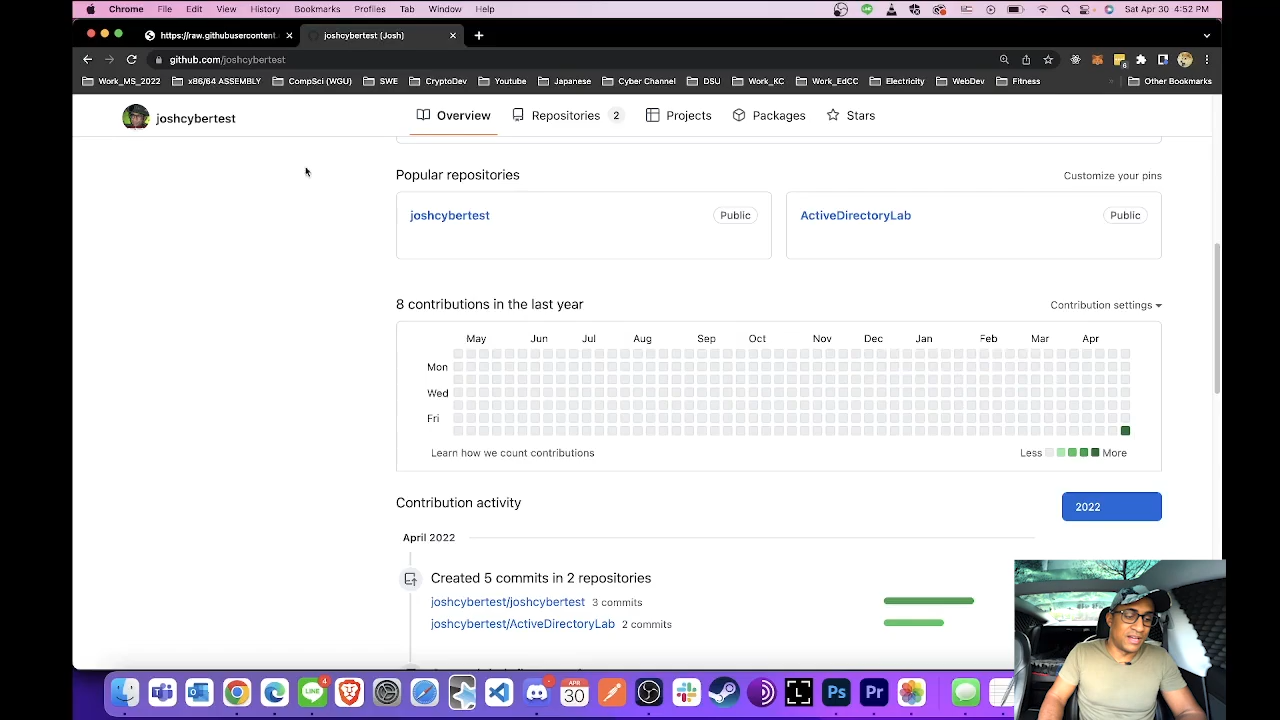 Chrome File Edit View History Bookmarks Profiles Tab Window Help Sat Apr 30 4:52 PM
https://raw.githubusercontent. joshcybertest (Josh)
github.com/joshcybertest
Work_MS_2022 x86/64 ASSEMBLY CompSci (WGU) SWE CryptoDev Youtube Japanese Cyber Channel DSU Work_KC Work_EdCC Electricity WebDev Fitness » Other Bookmarks
joshcybertest Overview Repositories 2 Projects Packages Stars
Popular repositories Customize your pins
joshcybertest Public ActiveDirectoryLab Public
8 contributions in the last year Contribution settings
May Jun Jul Aug Sep Oct Nov Dec Jan Feb Mar Apr
Mon
Wed
Fri
Learn how we count contributions Less More
Contribution activity 2022
April 2022
Created 5 commits in 2 repositories
joshcybertest/joshcybertest 3 commits
joshcybertest/ActiveDirectoryLab 2 commits
LINE 4 APR 30 L Ps Pr